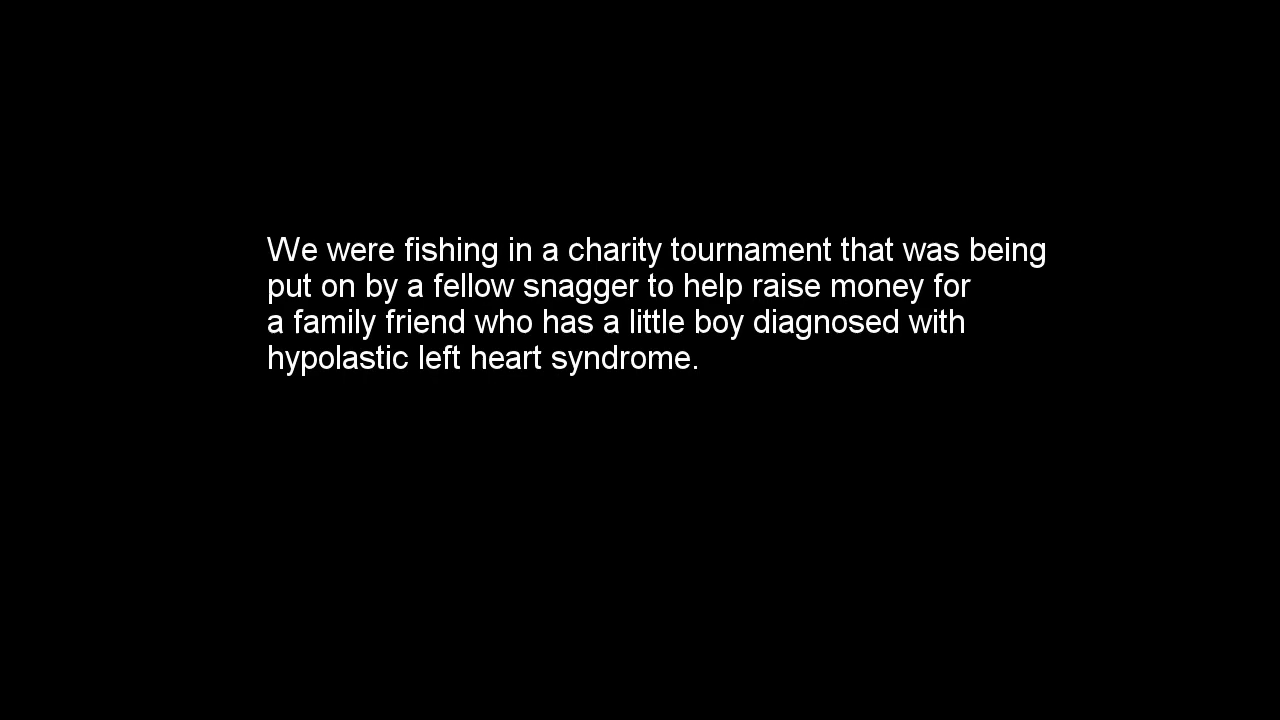 We were fishing in a charity tournament that was being
put on by a fellow snagger to help raise money for
a family friend who has a little boy diagnosed with
hypolastic left heart syndrome.